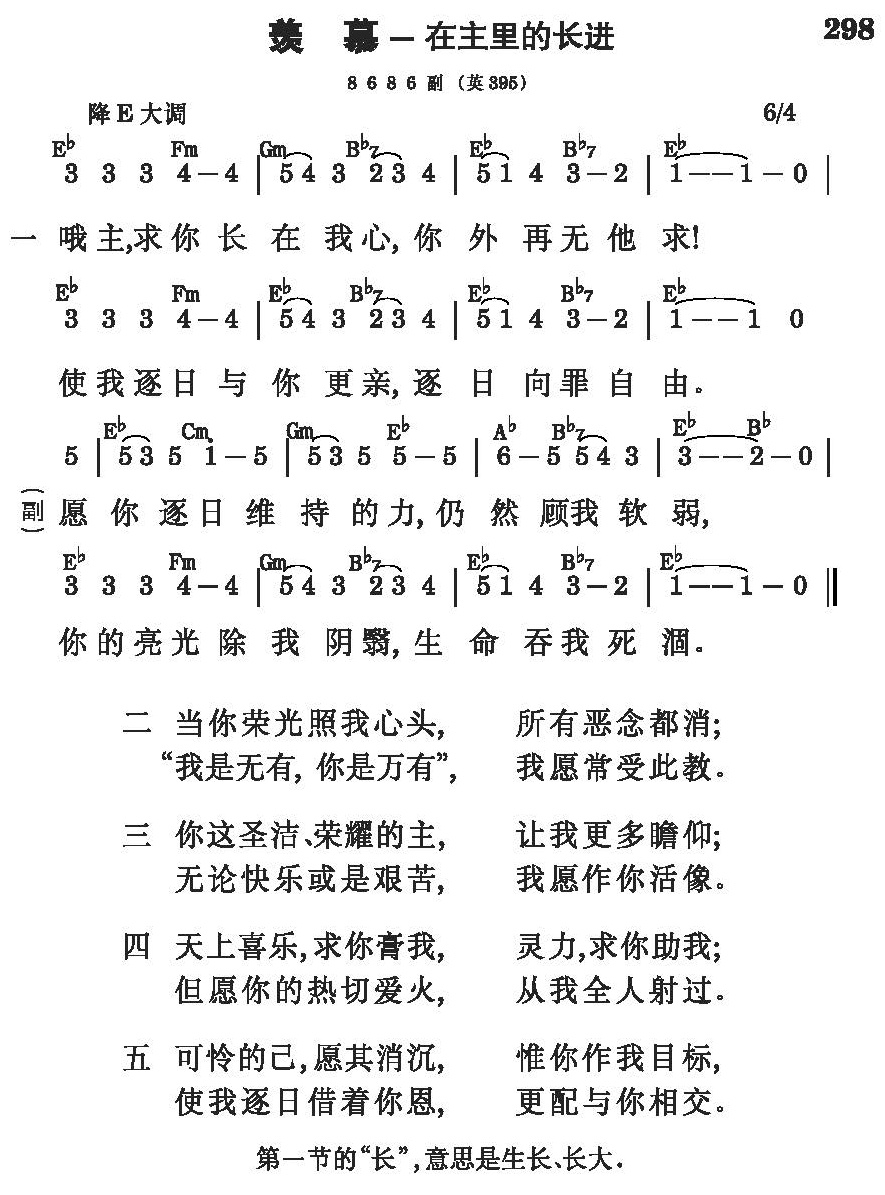 羡 慕 — 在主里的长进 298
8 6 8 6 副 (英395)
降E大调 6/4
E♭ Fm Gm B♭7 E♭ B♭7 E♭
3 3 3 4 – 4 | 5 4 3 2 3 4 | 5 1 4 3 – 2 | 1 – – 1 – 0 |
一 哦主,求你 长 在 我心, 你 外 再无 他 求!
E♭ Fm E♭ B♭7 E♭ B♭7 E♭
3 3 3 4 – 4 | 5 4 3 2 3 4 | 5 1 4 3 – 2 | 1 – – 1 0
使我逐日 与 你 更亲, 逐 日 向罪 自 由。
E♭ Cm Gm E♭ A♭ B♭7 E♭ B♭
5 | 5 3 5 1̇ – 5 | 5 3 5 5 – 5 | 6 – 5 5 4 3 | 3 – – 2 – 0 |
(副) 愿 你 逐日 维 持 的力, 仍 然 顾我 软 弱,
E♭ Fm Gm B♭7 E♭ B♭7 E♭
3 3 3 4 – 4 | 5 4 3 2 3 4 | 5 1 4 3 – 2 | 1 – – 1 – 0 ‖
你的亮光 除 我 阴翳, 生 命 吞我 死 涸。
二 当你荣光照我心头, 所有恶念都消;
“我是无有, 你是万有”, 我愿常受此教。
三 你这圣洁、荣耀的主, 让我更多瞻仰;
无论快乐或是艰苦, 我愿作你活像。
四 天上喜乐,求你膏我, 灵力,求你助我;
但愿你的热切爱火, 从我全人射过。
五 可怜的己,愿其消沉, 惟你作我目标,
使我逐日借着你恩, 更配与你相交。
第一节的“长”,意思是生长、长大.